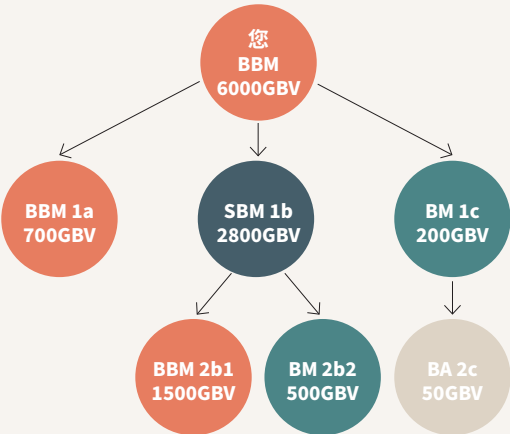 您
BBM
6000GBV
BBM 1a
700GBV
SBM 1b
2800GBV
BM 1c
200GBV
BBM 2b1
1500GBV
BM 2b2
500GBV
BA 2c
50GBV